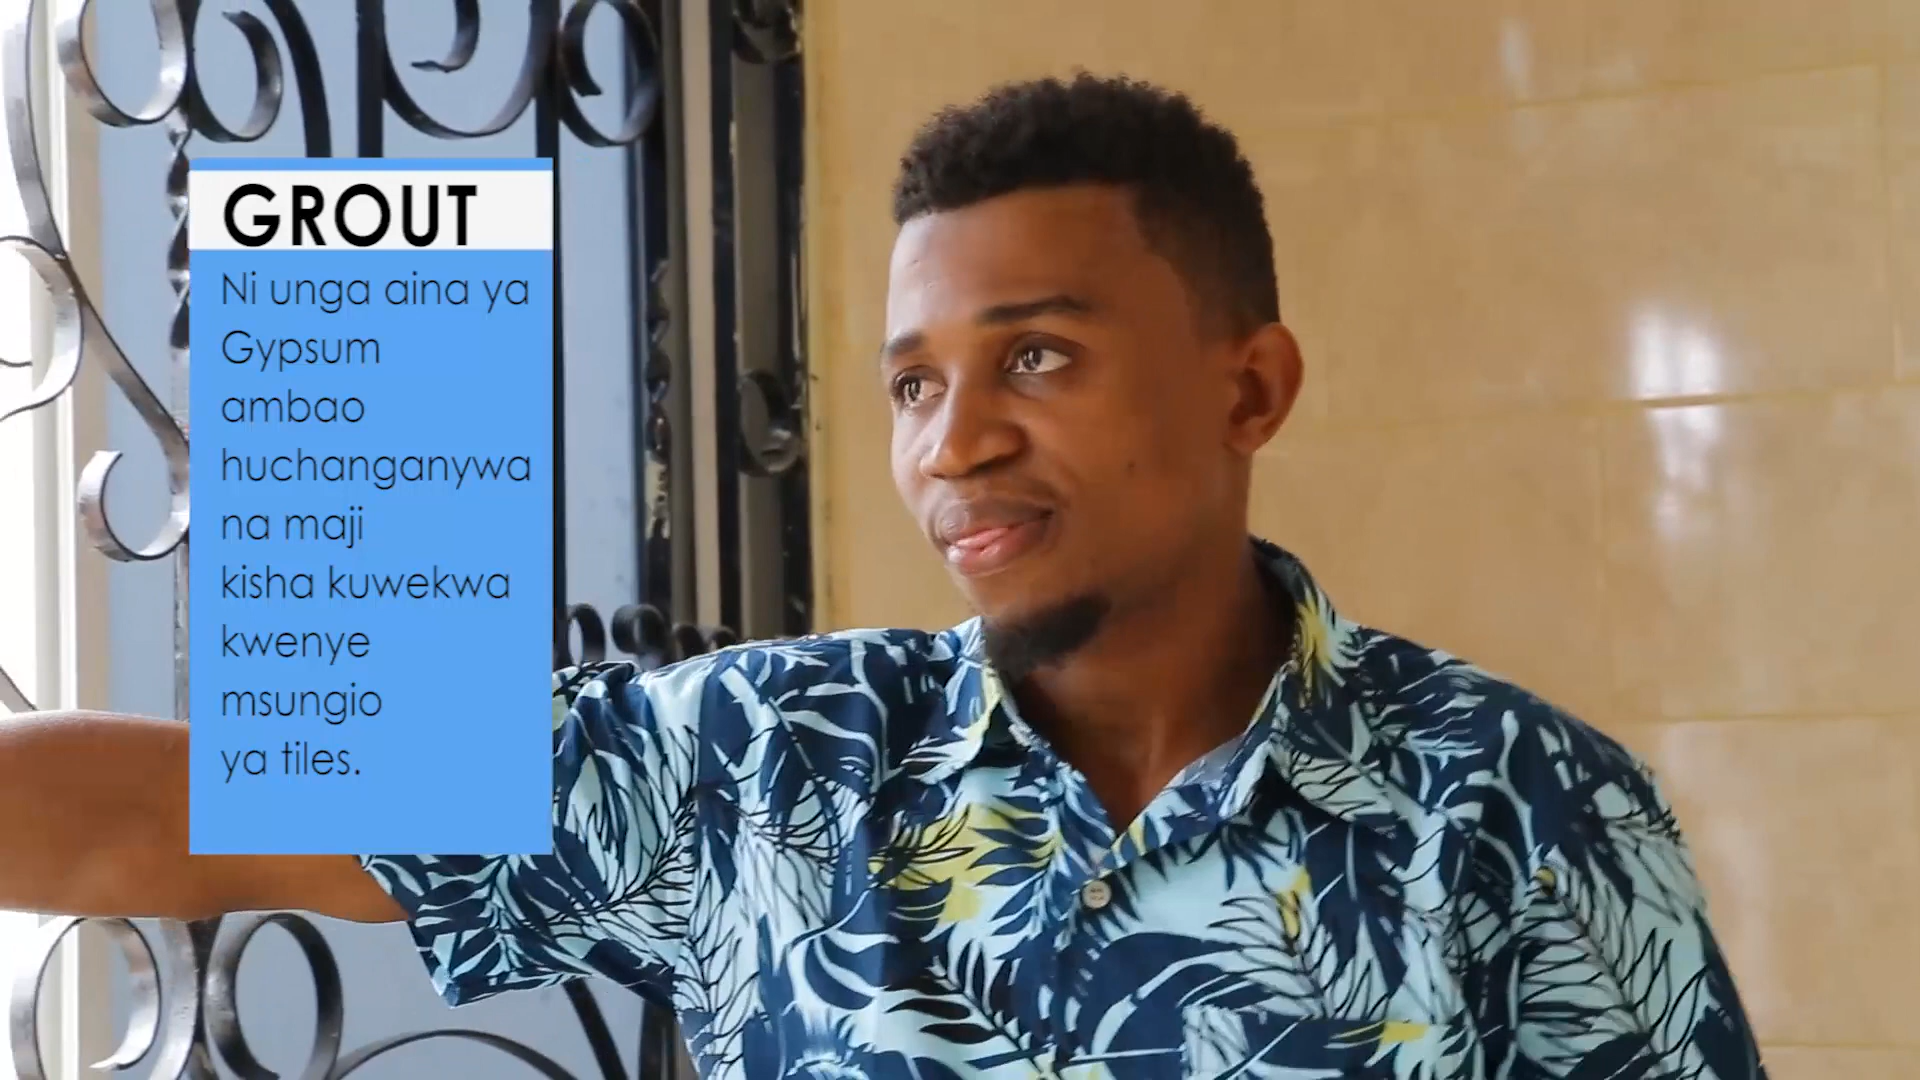 GROUT
Ni unga aina ya
Gypsum
ambao
huchanganywa
na maji
kisha kuwekwa
kwenye
msungio
ya tiles.